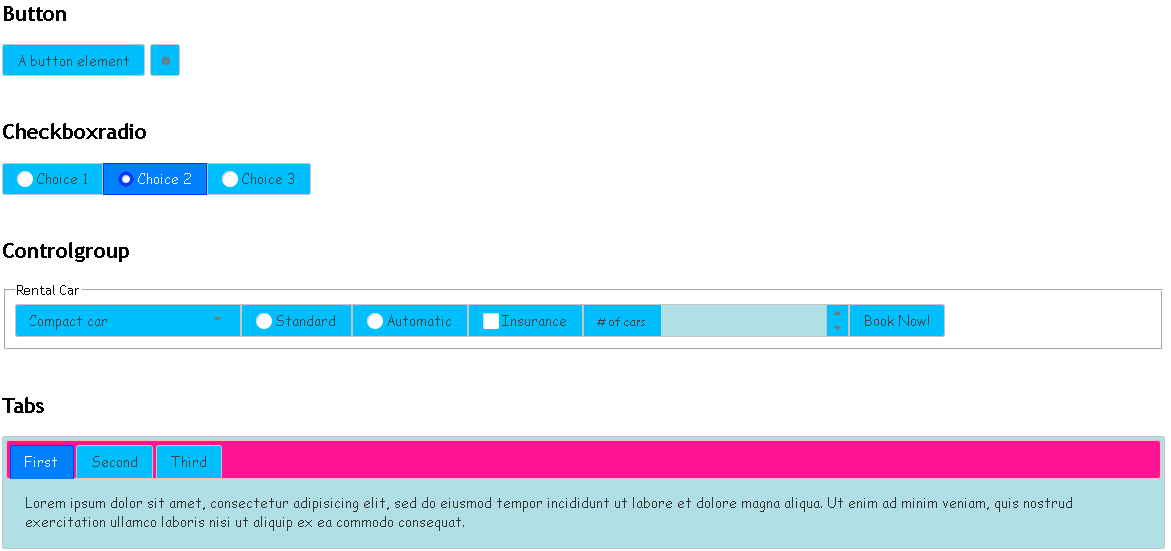 Button
A button element
Checkboxradio
Choice 1 Choice 2 Choice 3
Controlgroup
Rental Car
Compact car Standard Automatic Insurance # of cars Book Now!
Tabs
First Second Third
Lorem ipsum dolor sit amet, consectetur adipisicing elit, sed do eiusmod tempor incididunt ut labore et dolore magna aliqua. Ut enim ad minim veniam, quis nostrud
exercitation ullamco laboris nisi ut aliquip ex ea commodo consequat.